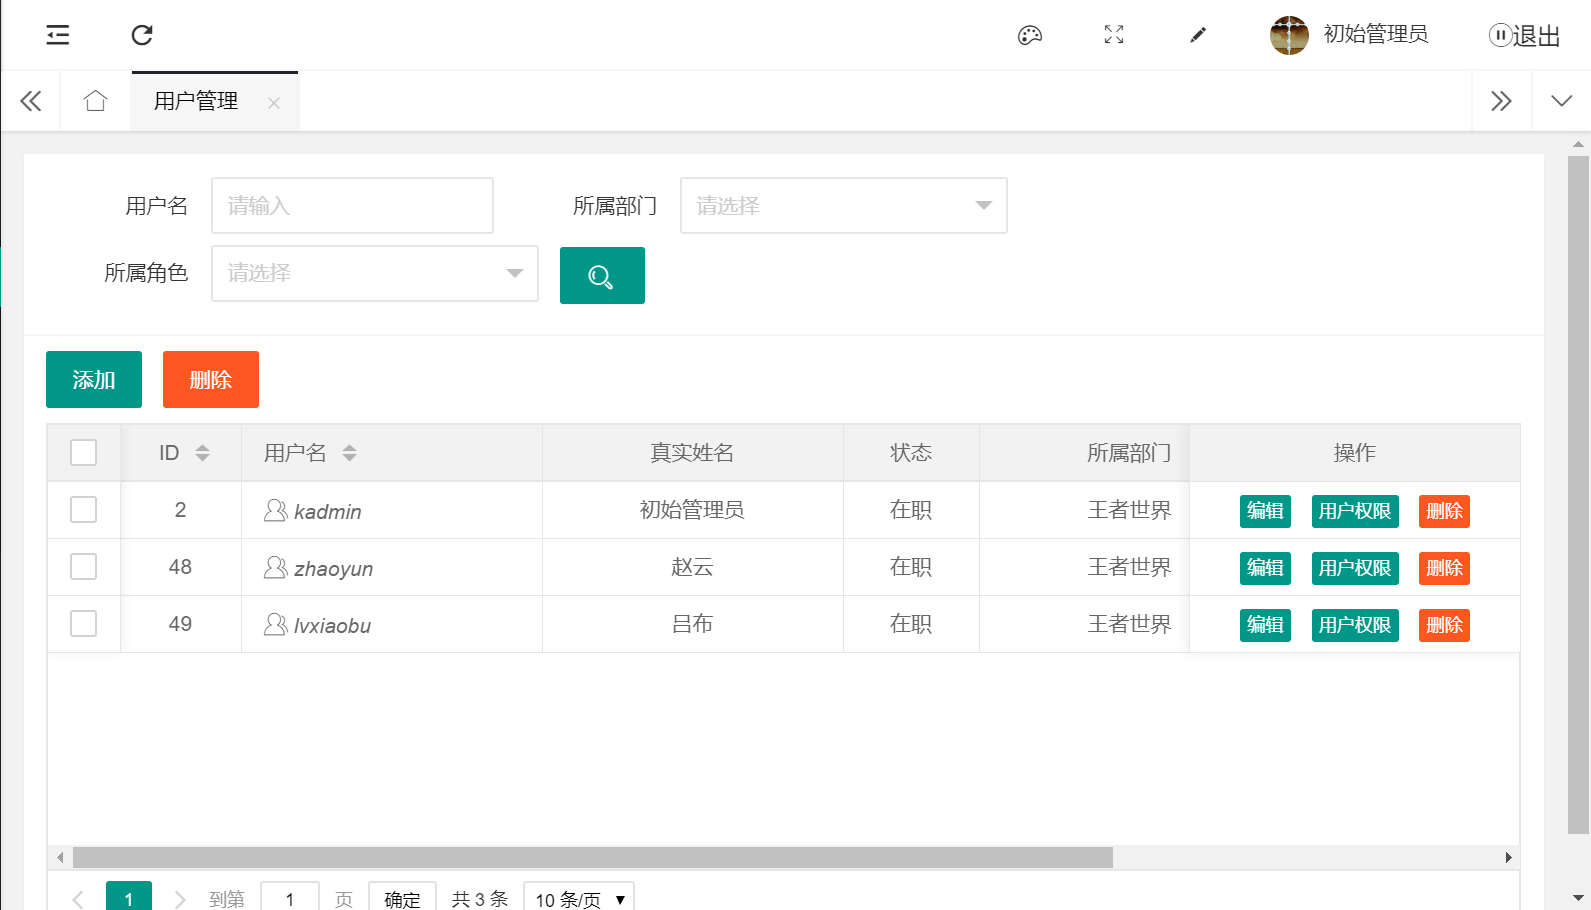 初始管理员 退出
用户管理
用户名 请输入 所属部门 请选择
所属角色 请选择
添加 删除
ID 用户名 真实姓名 状态 所属部门 操作
2 kadmin 初始管理员 在职 王者世界 编辑 用户权限 删除
48 zhaoyun 赵云 在职 王者世界 编辑 用户权限 删除
49 lvxiaobu 吕布 在职 王者世界 编辑 用户权限 删除
1 到第 1 页 确定 共 3 条 10 条/页